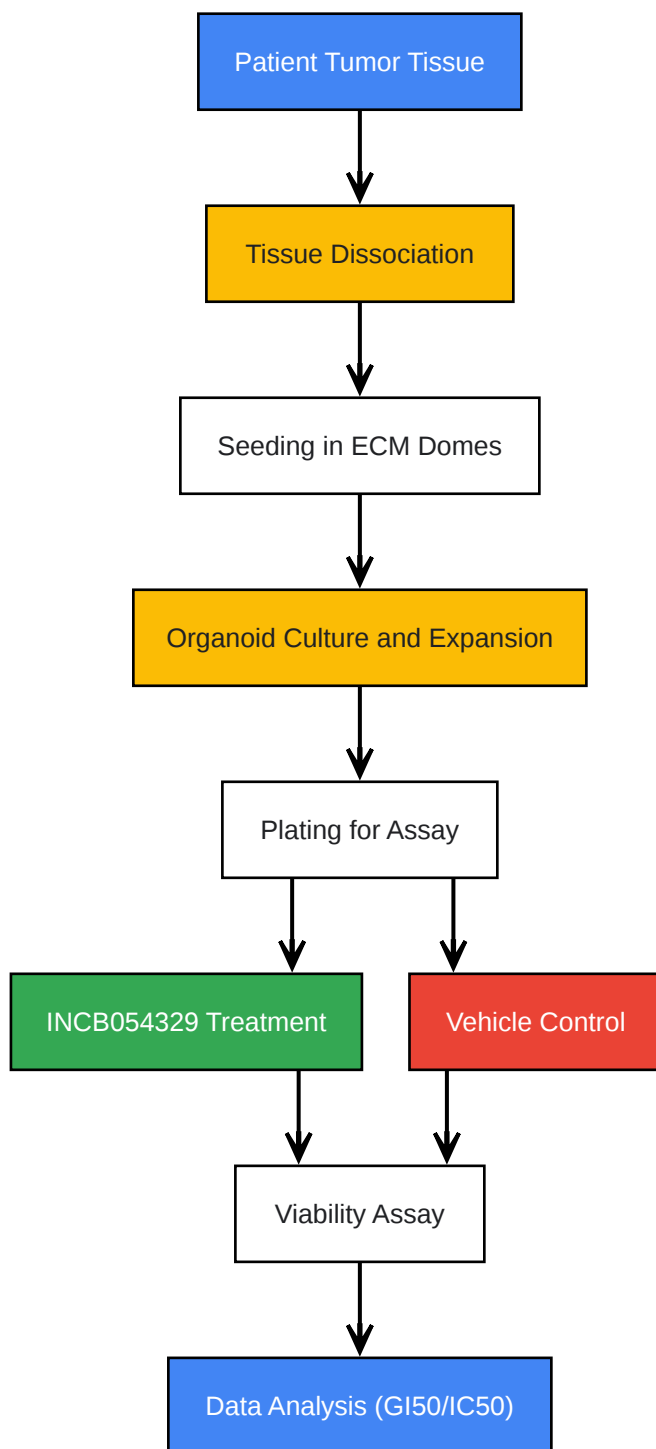 Patient Tumor Tissue
Tissue Dissociation
Seeding in ECM Domes
Organoid Culture and Expansion
Plating for Assay
INCB054329 Treatment
Vehicle Control
Viability Assay
Data Analysis (GI50/IC50)